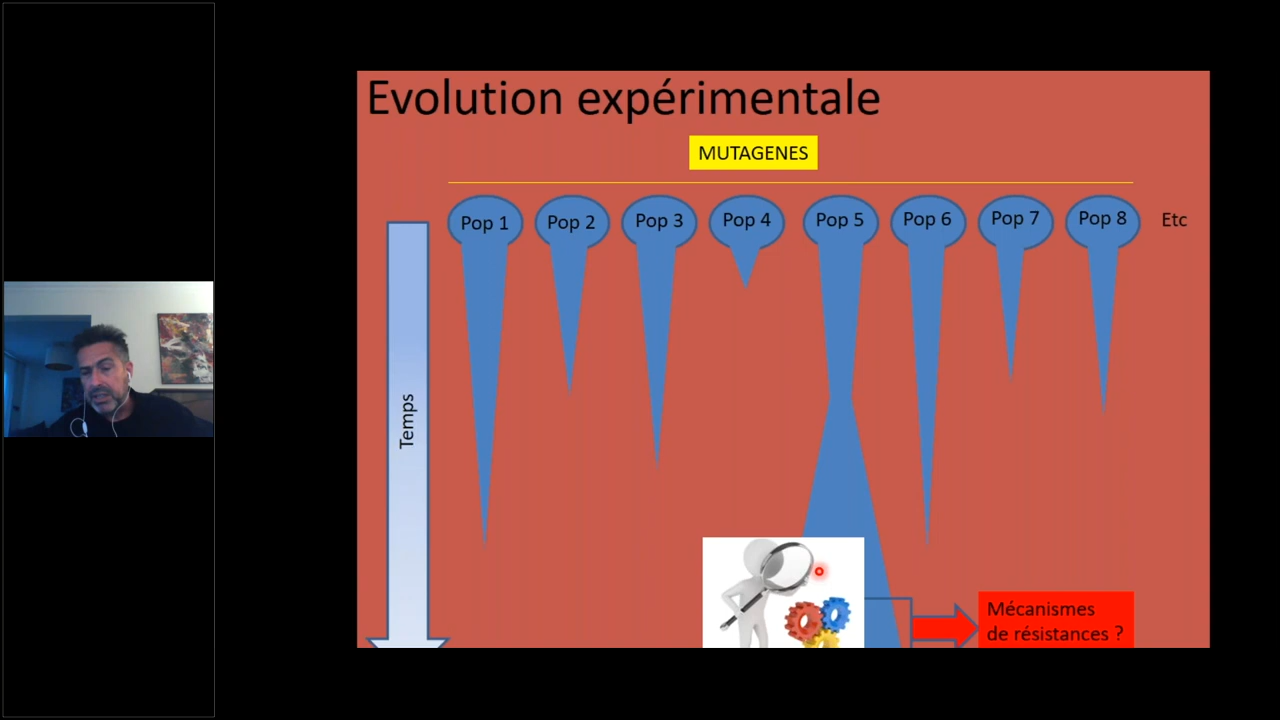 Evolution expérimentale
MUTAGENES
Pop 1
Pop 2
Pop 3
Pop 4
Pop 5
Pop 6
Pop 7
Pop 8
Etc
Temps
Mécanismes
de résistances ?